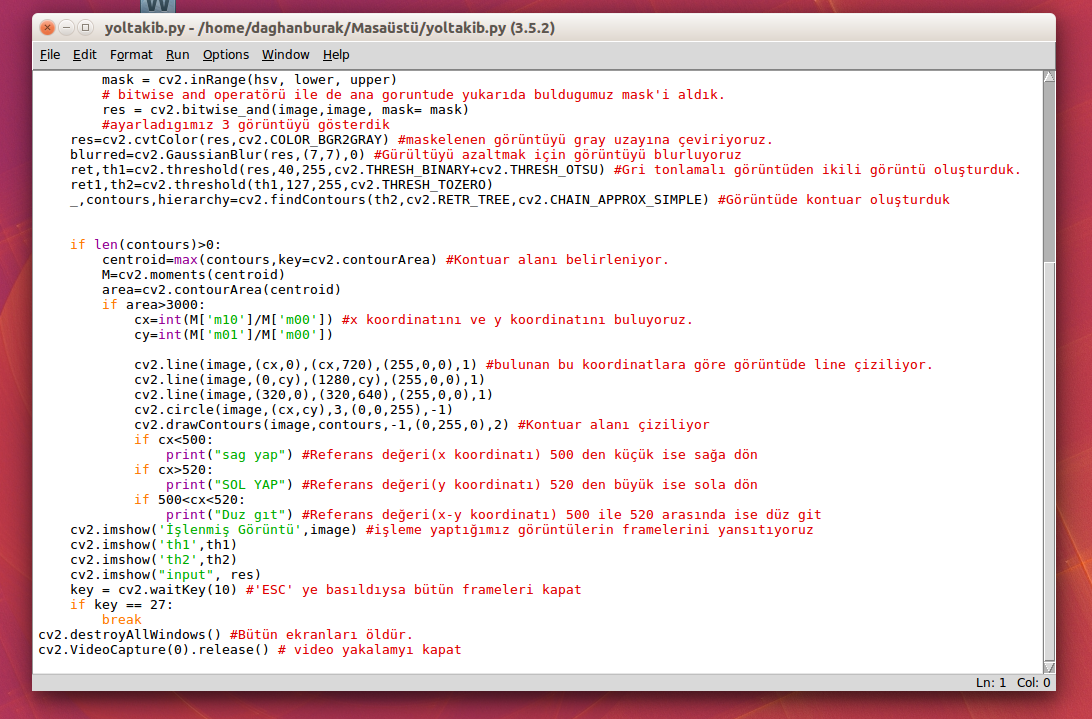 W
yoltakib.py - /home/daghanburak/Masaüstü/yoltakib.py (3.5.2)
File Edit Format Run Options Window Help
        mask = cv2.inRange(hsv, lower, upper)
        # bitwise and operatörü ile de ana goruntude yukarıda buldugumuz mask'i aldık.
        res = cv2.bitwise_and(image,image, mask= mask)
        #ayarladıgımız 3 görüntüyü gösterdik
    res=cv2.cvtColor(res,cv2.COLOR_BGR2GRAY) #maskelenen görüntüyü gray uzayına çeviriyoruz.
    blurred=cv2.GaussianBlur(res,(7,7),0) #Gürültüyü azaltmak için görüntüyü blurluyoruz
    ret,th1=cv2.threshold(res,40,255,cv2.THRESH_BINARY+cv2.THRESH_OTSU) #Gri tonlamalı görüntüden ikili görüntü oluşturduk.
    ret1,th2=cv2.threshold(th1,127,255,cv2.THRESH_TOZERO)
    _,contours,hierarchy=cv2.findContours(th2,cv2.RETR_TREE,cv2.CHAIN_APPROX_SIMPLE) #Görüntüde kontuar oluşturduk
    if len(contours)>0:
        centroid=max(contours,key=cv2.contourArea) #Kontuar alanı belirleniyor.
        M=cv2.moments(centroid)
        area=cv2.contourArea(centroid)
        if area>3000:
            cx=int(M['m10']/M['m00']) #x koordinatını ve y koordinatını buluyoruz.
            cy=int(M['m01']/M['m00'])
            cv2.line(image,(cx,0),(cx,720),(255,0,0),1) #bulunan bu koordinatlara göre görüntüde line çiziliyor.
            cv2.line(image,(0,cy),(1280,cy),(255,0,0),1)
            cv2.line(image,(320,0),(320,640),(255,0,0),1)
            cv2.circle(image,(cx,cy),3,(0,0,255),-1)
            cv2.drawContours(image,contours,-1,(0,255,0),2) #Kontuar alanı çiziliyor
            if cx<500:
                print("sag yap") #Referans değeri(x koordinatı) 500 den küçük ise sağa dön
            if cx>520:
                print("SOL YAP") #Referans değeri(y koordinatı) 520 den büyük ise sola dön
            if 500<cx<520:
                print("Duz gıt") #Referans değeri(x-y koordinatı) 500 ile 520 arasında ise düz git
    cv2.imshow('İşlenmiş Görüntü',image) #işleme yaptığımız görüntülerin framelerini yansıtıyoruz
    cv2.imshow('th1',th1)
    cv2.imshow('th2',th2)
    cv2.imshow("input", res)
    key = cv2.waitKey(10) #'ESC' ye basıldıysa bütün frameleri kapat
    if key == 27:
        break
cv2.destroyAllWindows() #Bütün ekranları öldür.
cv2.VideoCapture(0).release() # video yakalamyı kapat
Ln: 1 Col: 0